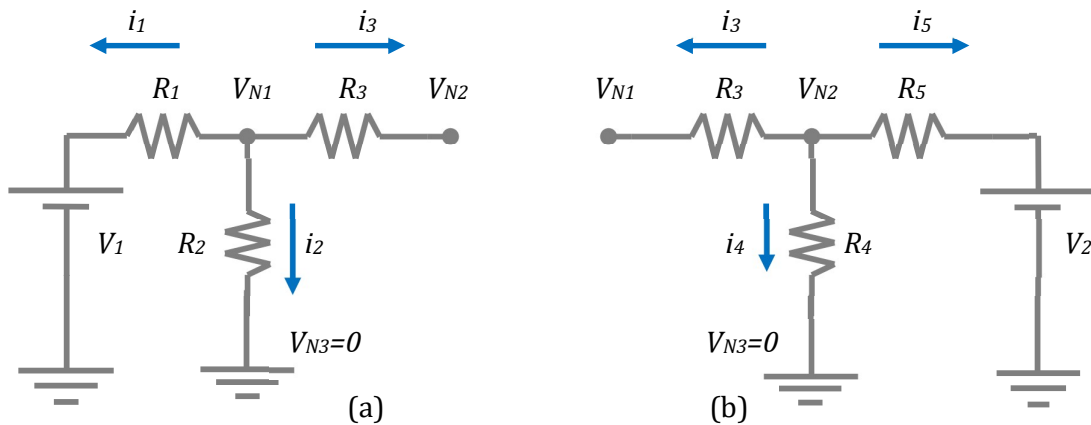 i1 i3 i3 i5
R1 VN1 R3 VN2 VN1 R3 VN2 R5
V1 R2 i2 i4 R4 V2
VN3=0 VN3=0
(a) (b)